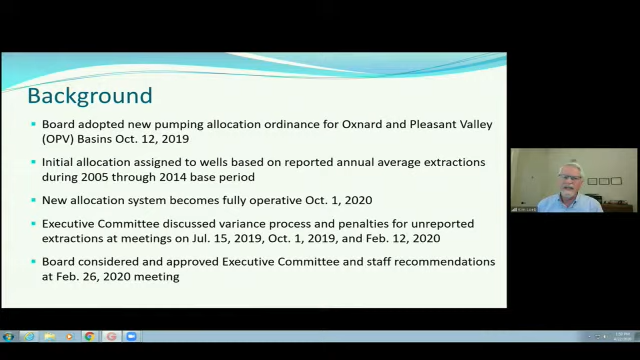 Background
Board adopted new pumping allocation ordinance for Oxnard and Pleasant Valley
(OPV) Basins Oct. 12, 2019
Initial allocation assigned to wells based on reported annual average extractions
during 2005 through 2014 base period
New allocation system becomes fully operative Oct. 1, 2020
Executive Committee discussed variance process and penalties for unreported
extractions at meetings on Jul. 15, 2019, Oct. 1, 2019, and Feb. 12, 2020
Board considered and approved Executive Committee and staff recommendations
at Feb. 26, 2020 meeting